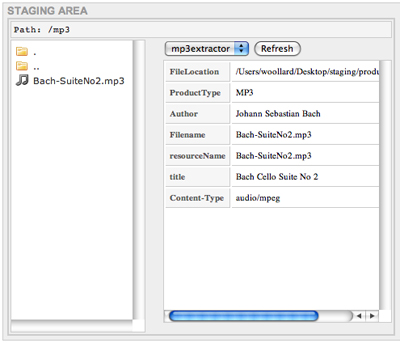 STAGING AREA
Path: /mp3
.
..
Bach-SuiteNo2.mp3
mp3extractor Refresh
FileLocation /Users/woollard/Desktop/staging/produ
ProductType MP3
Author Johann Sebastian Bach
Filename Bach-SuiteNo2.mp3
resourceName Bach-SuiteNo2.mp3
title Bach Cello Suite No 2
Content-Type audio/mpeg